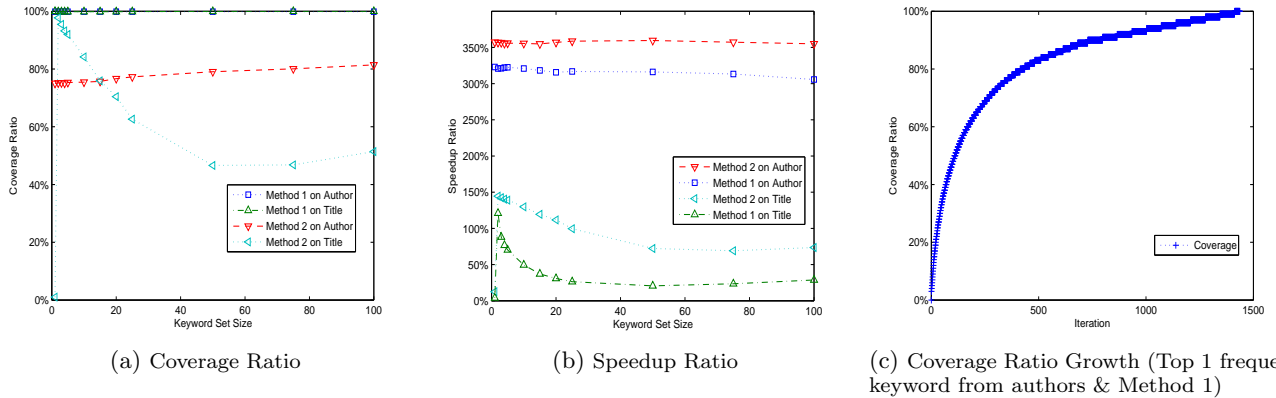 100%
80%
60%
40%
20%
0%
Coverage Ratio
0 20 40 60 80 100
Keyword Set Size
Method 1 on Author
Method 1 on Title
Method 2 on Author
Method 2 on Title
(a) Coverage Ratio
350%
300%
250%
200%
150%
100%
50%
0%
Speedup Ratio
0 20 40 60 80 100
Keyword Set Size
Method 2 on Author
Method 1 on Author
Method 2 on Title
Method 1 on Title
(b) Speedup Ratio
100%
80%
60%
40%
20%
0%
Coverage Ratio
0 500 1000 1500
Iteration
Coverage
(c) Coverage Ratio Growth (Top 1 freque
keyword from authors & Method 1)